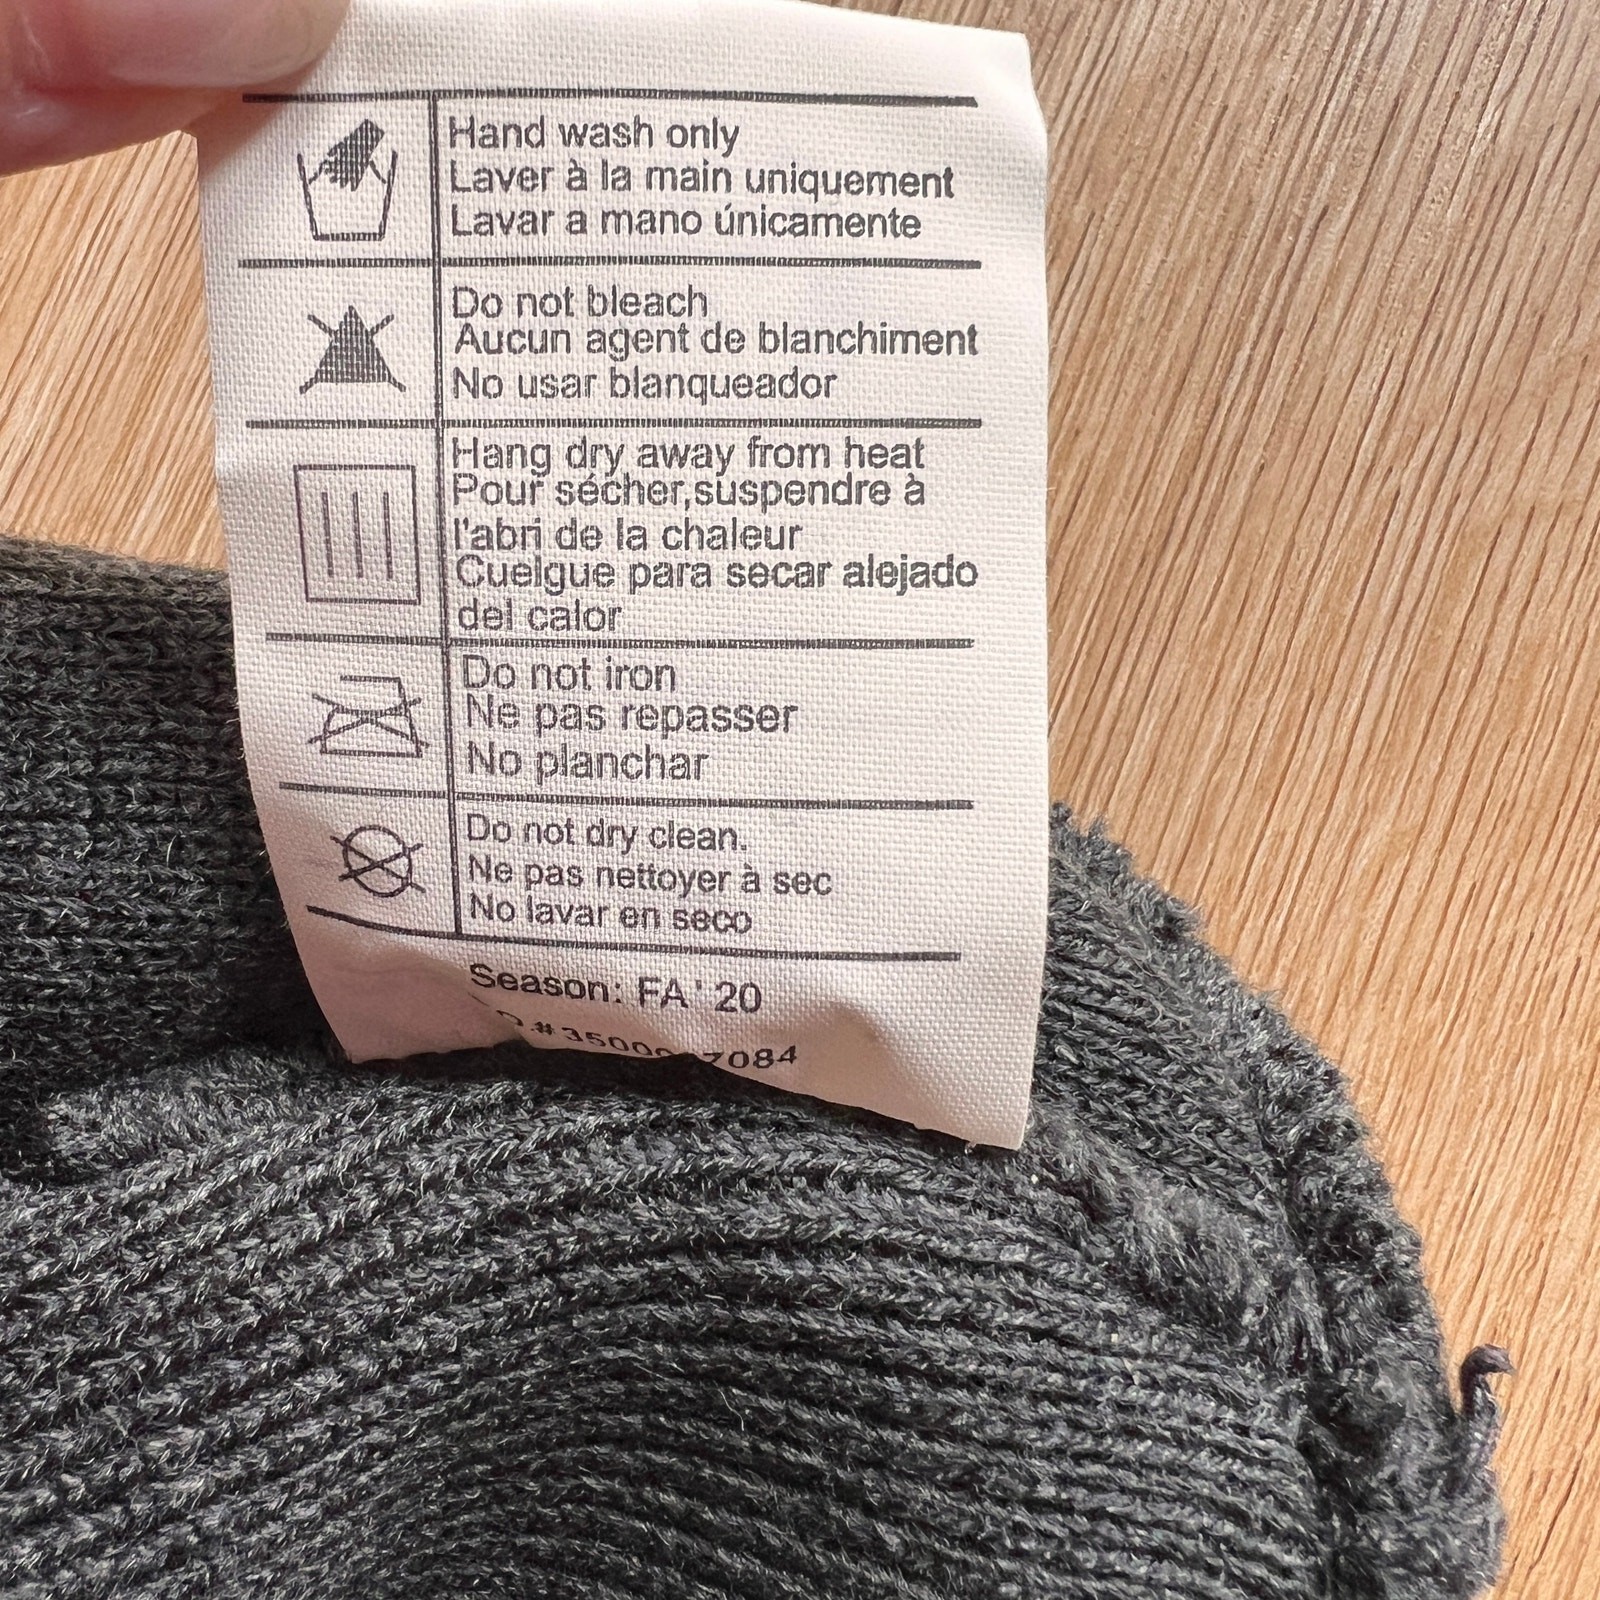 Hand wash only
Laver à la main uniquement
Lavar a mano únicamente
Do not bleach
Aucun agent de blanchiment
No usar blanqueador
Hang dry away from heat
Pour sécher,suspendre à
l'abri de la chaleur
Cuelgue para secar alejado
del calor
Do not iron
Ne pas repasser
No planchar
Do not dry clean.
Ne pas nettoyer à sec
No lavar en seco
Season: FA'20